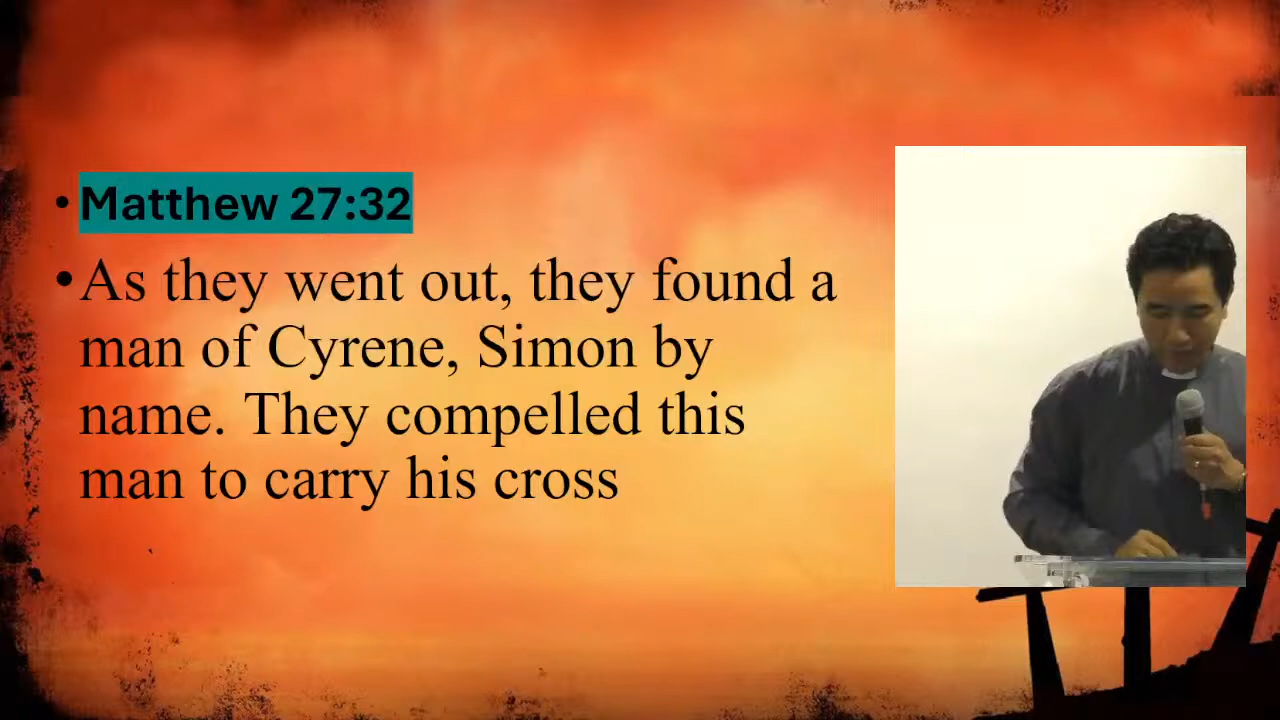 • Matthew 27:32
• As they went out, they found a
man of Cyrene, Simon by
name. They compelled this
man to carry his cross